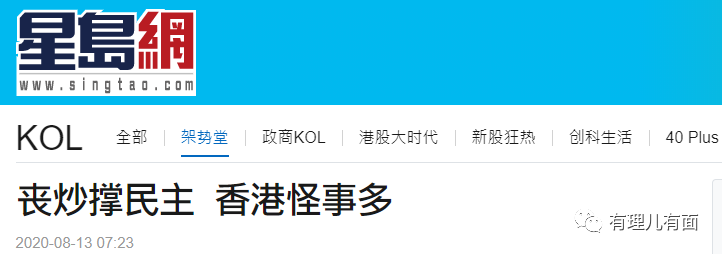 星島網
www.singtao.com
KOL 全部 架势堂 政商KOL 港股大时代 新股狂热 创科生活 40 Plus
丧炒撑民主 香港怪事多
有理儿有面
2020-08-13 07:23